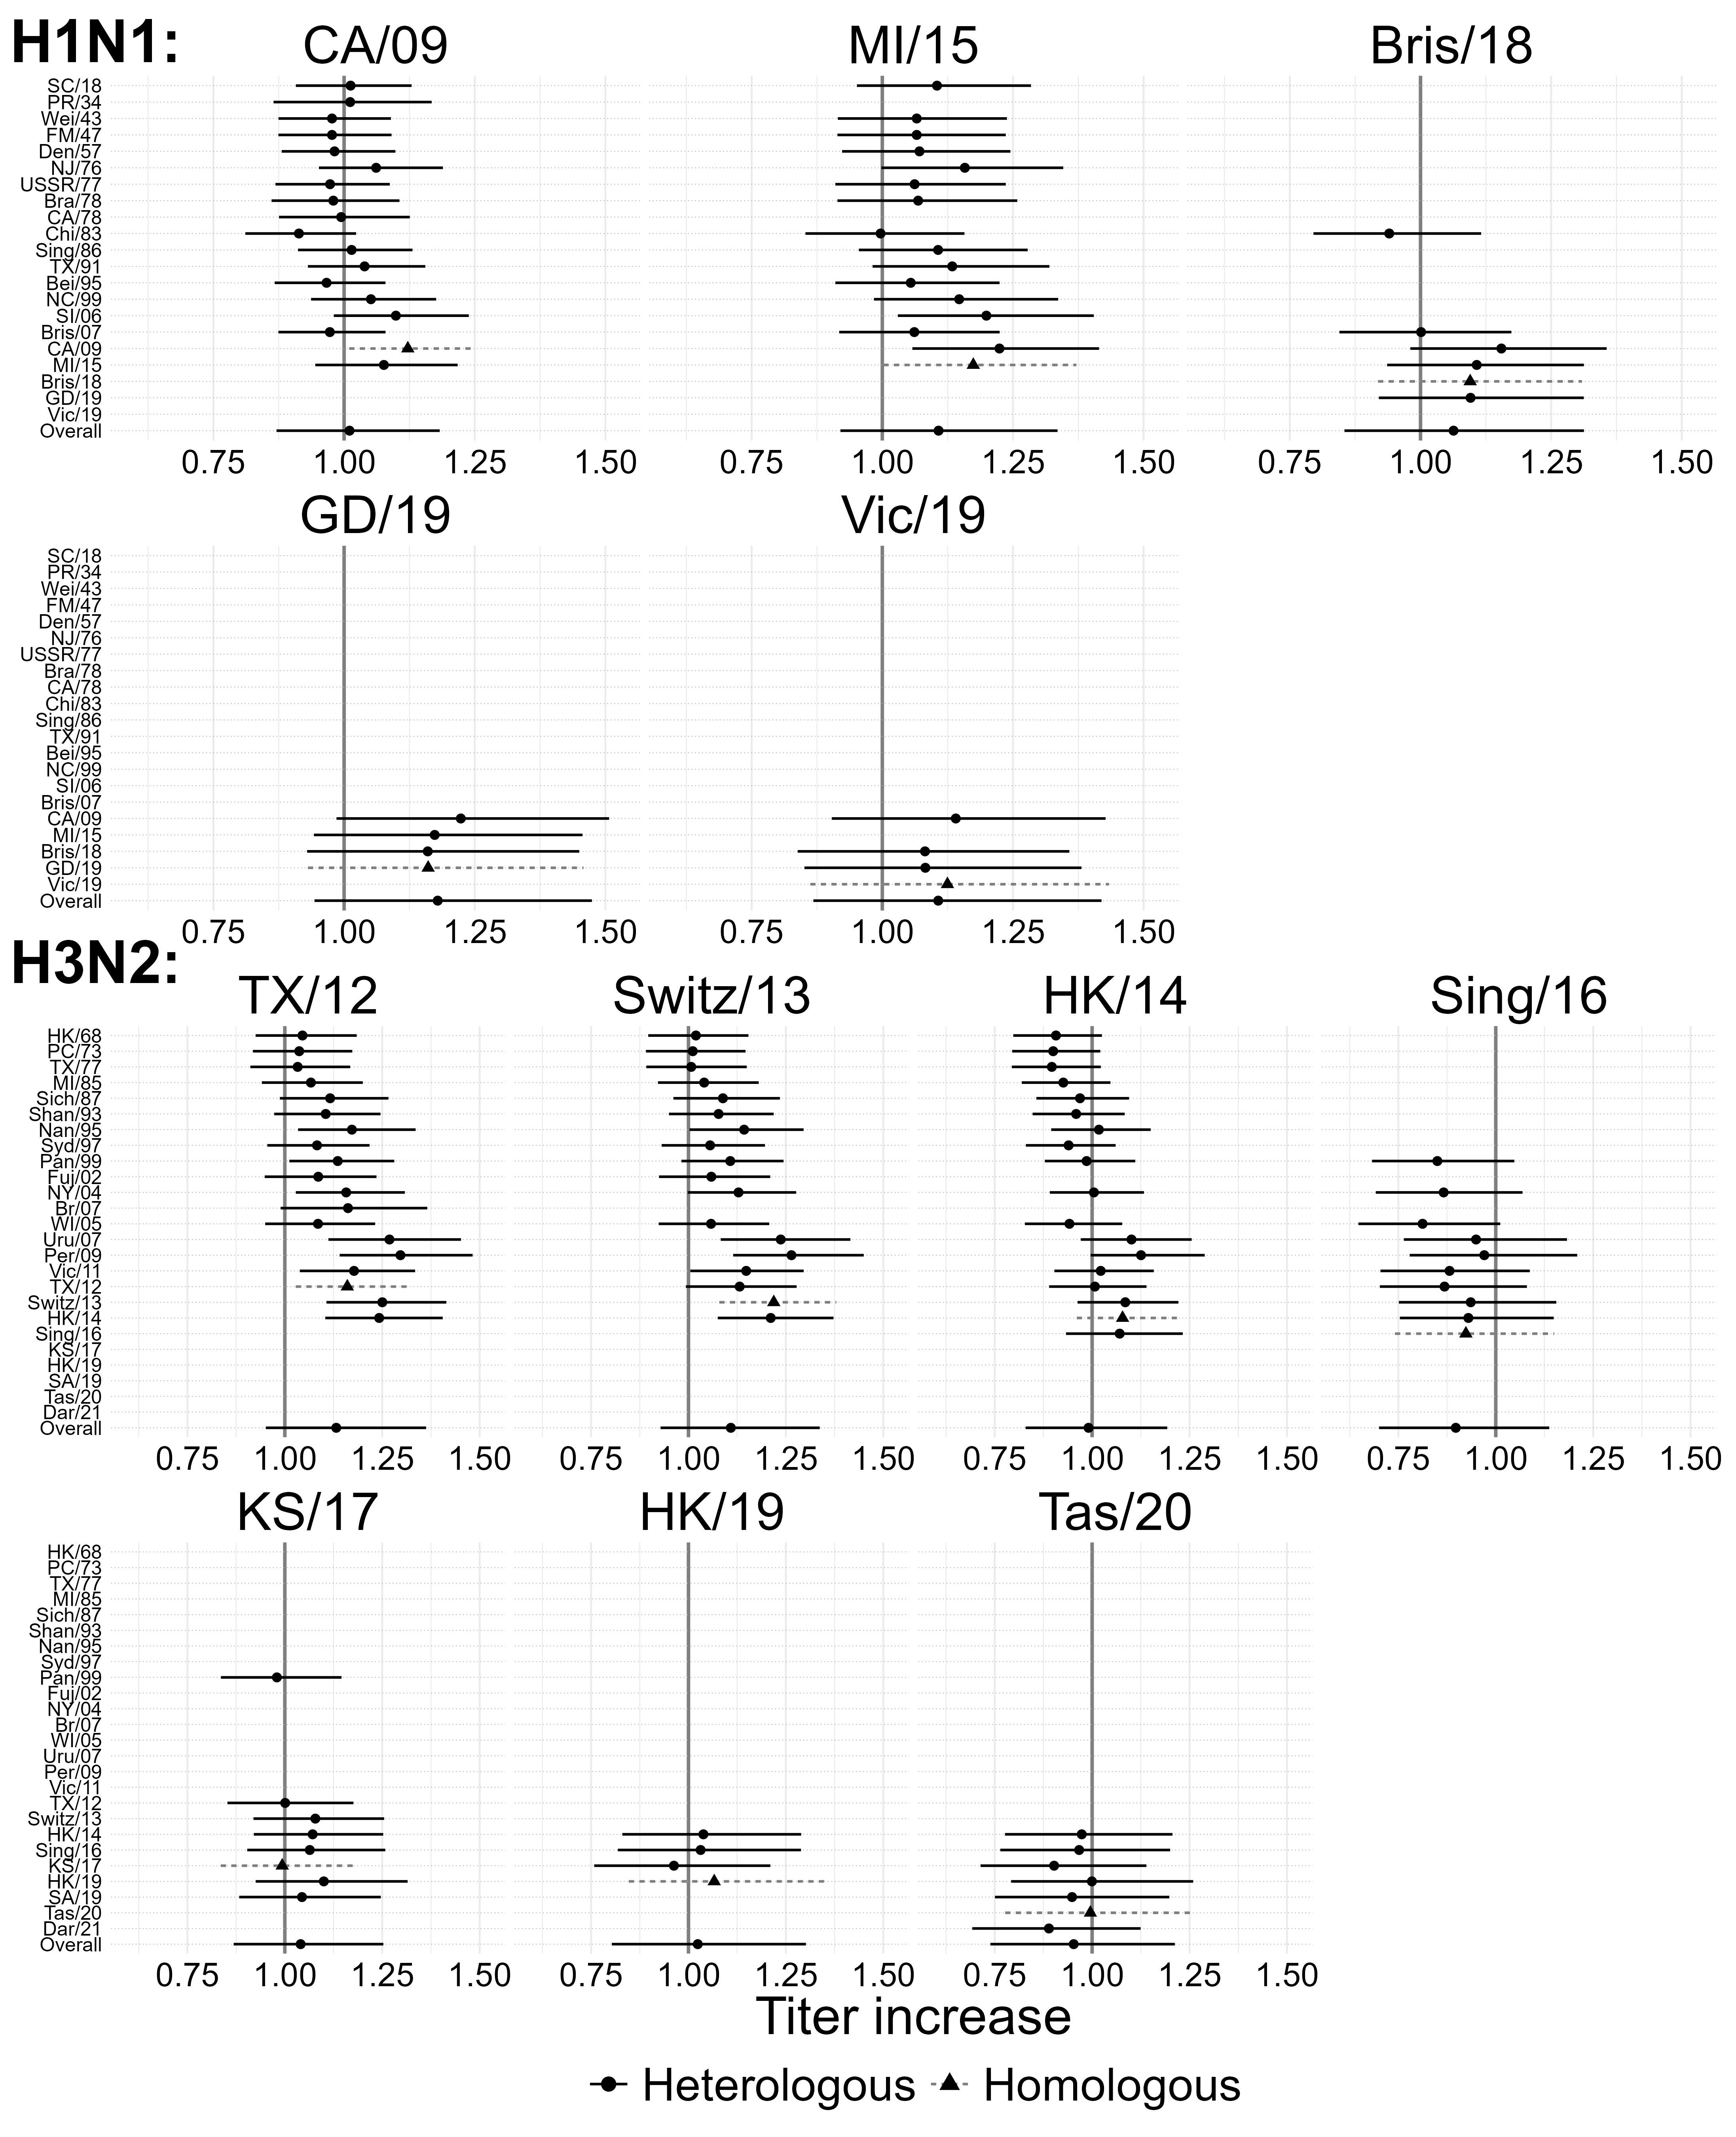 H1N1:
CA/09 MI/15 Bris/18
SC/18
PR/34
Wei/43
FM/47
Den/57
NJ/76
USSR/77
Bra/78
CA/78
Chi/83
Sing/86
TX/91
Bei/95
NC/99
SI/06
Bris/07
CA/09
MI/15
Bris/18
GD/19
Vic/19
Overall
0.75 1.00 1.25 1.50 0.75 1.00 1.25 1.50 0.75 1.00 1.25 1.50
GD/19 Vic/19
SC/18
PR/34
Wei/43
FM/47
Den/57
NJ/76
USSR/77
Bra/78
CA/78
Chi/83
Sing/86
TX/91
Bei/95
NC/99
SI/06
Bris/07
CA/09
MI/15
Bris/18
GD/19
Vic/19
Overall
0.75 1.00 1.25 1.50 0.75 1.00 1.25 1.50
H3N2:
TX/12 Switz/13 HK/14 Sing/16
HK/68
PC/73
TX/77
MI/85
Sich/87
Shan/93
Nan/95
Syd/97
Pan/99
Fuj/02
NY/04
Br/07
WI/05
Uru/07
Per/09
Vic/11
TX/12
Switz/13
HK/14
Sing/16
KS/17
HK/19
SA/19
Tas/20
Dar/21
Overall
0.75 1.00 1.25 1.50 0.75 1.00 1.25 1.50 0.75 1.00 1.25 1.50 0.75 1.00 1.25 1.50
KS/17 HK/19 Tas/20
HK/68
PC/73
TX/77
MI/85
Sich/87
Shan/93
Nan/95
Syd/97
Pan/99
Fuj/02
NY/04
Br/07
WI/05
Uru/07
Per/09
Vic/11
TX/12
Switz/13
HK/14
Sing/16
KS/17
HK/19
SA/19
Tas/20
Dar/21
Overall
0.75 1.00 1.25 1.50 0.75 1.00 1.25 1.50 0.75 1.00 1.25 1.50
Titer increase
Heterologous Homologous